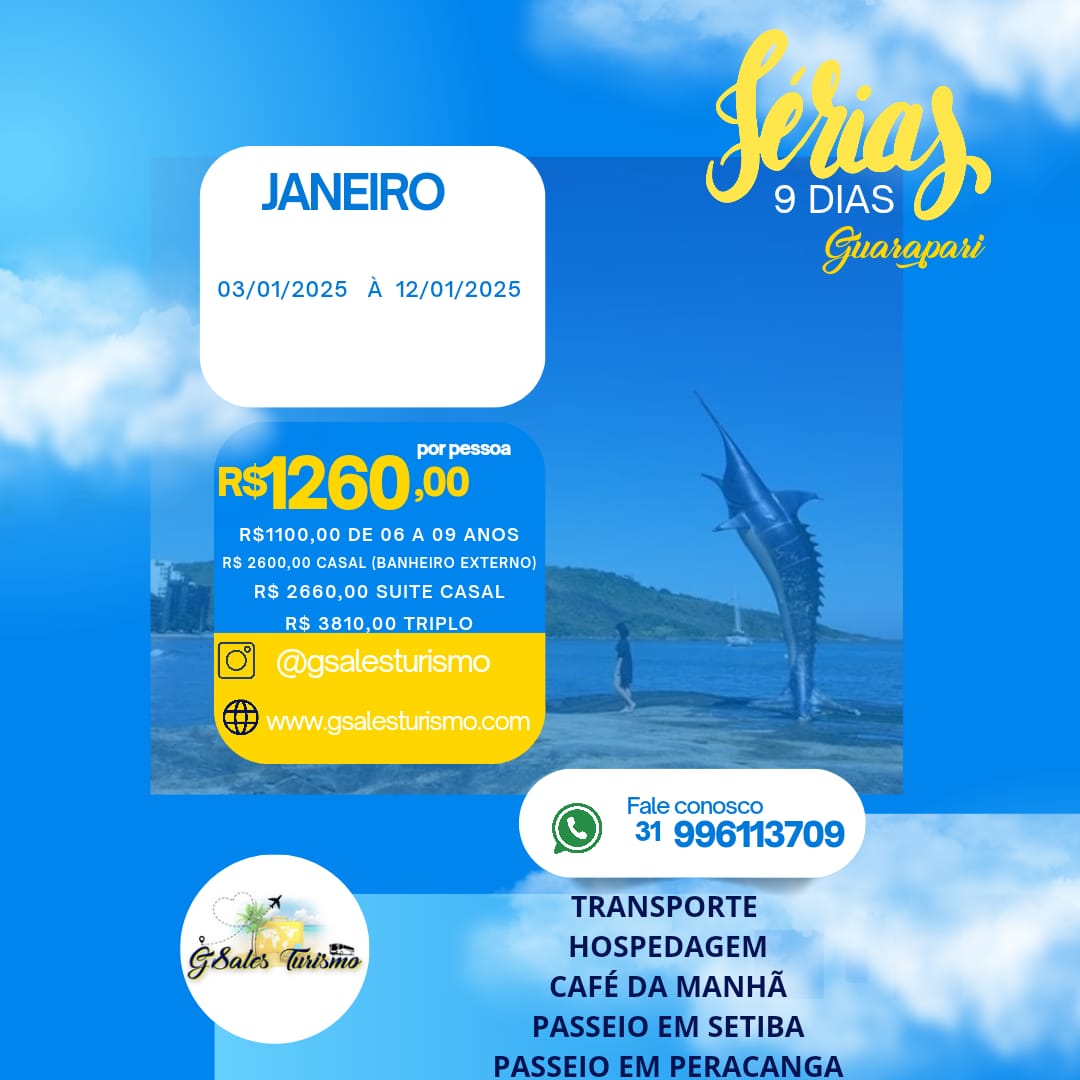 Férias
9 DIAS
Guarapari
JANEIRO
03/01/2025 À 12/01/2025
por pessoa
R$1260,00
R$1100,00 DE 06 A 09 ANOS
R$ 2600,00 CASAL (BANHEIRO EXTERNO)
R$ 2660,00 SUITE CASAL
R$ 3810,00 TRIPLO
@gsalesturismo
www.gsalesturismo.com
Fale conosco
31 996113709
GSales Turismo
TRANSPORTE
HOSPEDAGEM
CAFÉ DA MANHÃ
PASSEIO EM SETIBA
PASSEIO EM PERACANGA